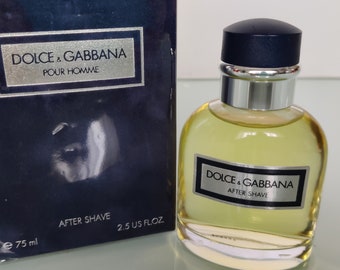 DOLCE & GABBANA
POUR HOMME
AFTER SHAVE
e 75 ml
2.5 US FL.OZ.
DOLCE & GABBANA
AFTER SHAVE